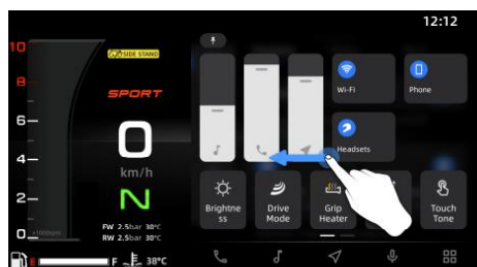 12:12
10
SIDE STAND
8
SPORT
Wi-Fi
Phone
6
0
Headsets
4
km/h
N
2
Brightne
ss
Drive
Mode
Grip
Heater
Touch
Tone
FW 2.5bar 30°C
RW 2.5bar 30°C
0
x1000rpm
E
F
38°C